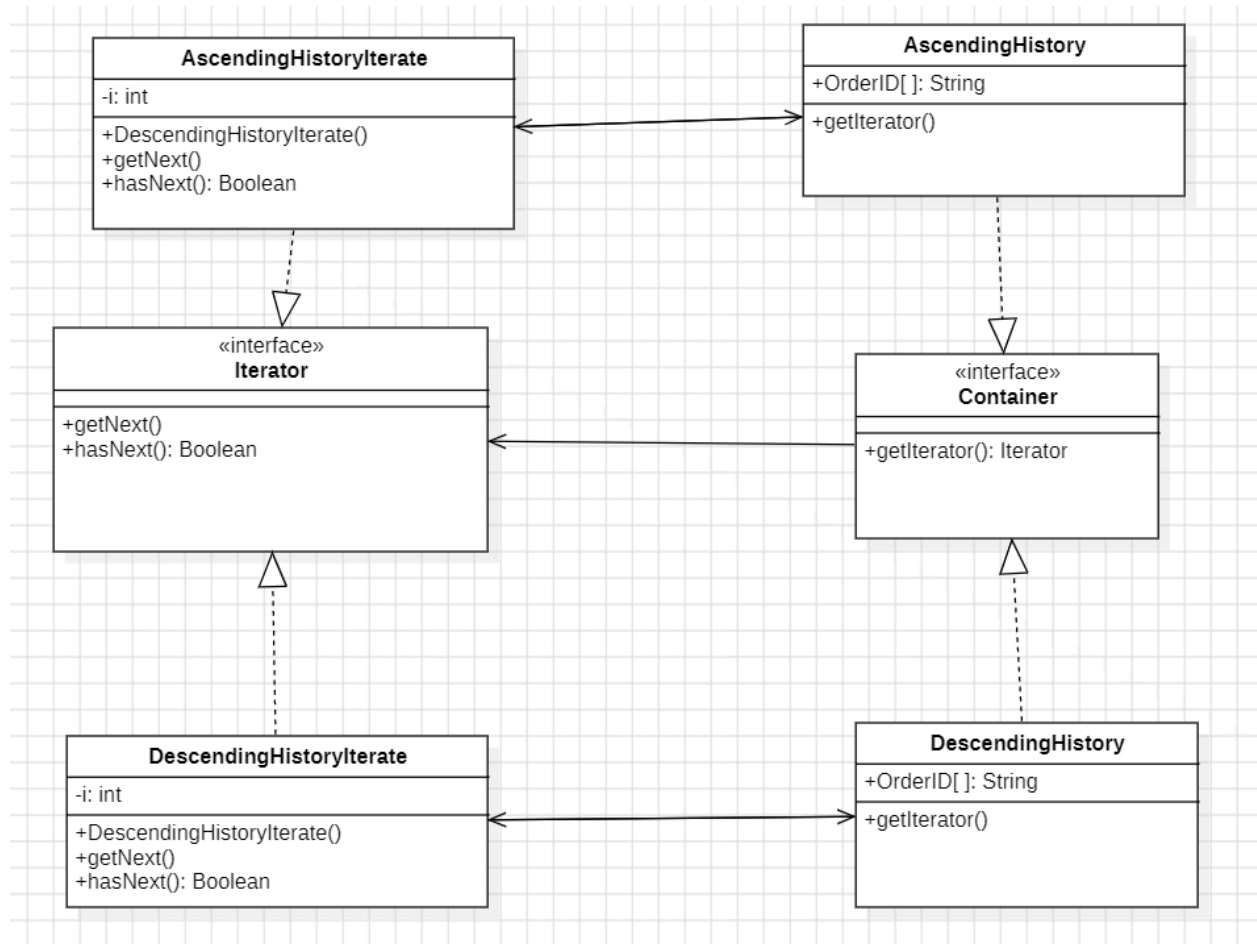 AscendingHistoryIterate
-i: int
+DescendingHistoryIterate()
+getNext()
+hasNext(): Boolean
AscendingHistory
+OrderID[ ]: String
+getIterator()
«interface»
Iterator
+getNext()
+hasNext(): Boolean
«interface»
Container
+getIterator(): Iterator
DescendingHistoryIterate
-i: int
+DescendingHistoryIterate()
+getNext()
+hasNext(): Boolean
DescendingHistory
+OrderID[ ]: String
+getIterator()